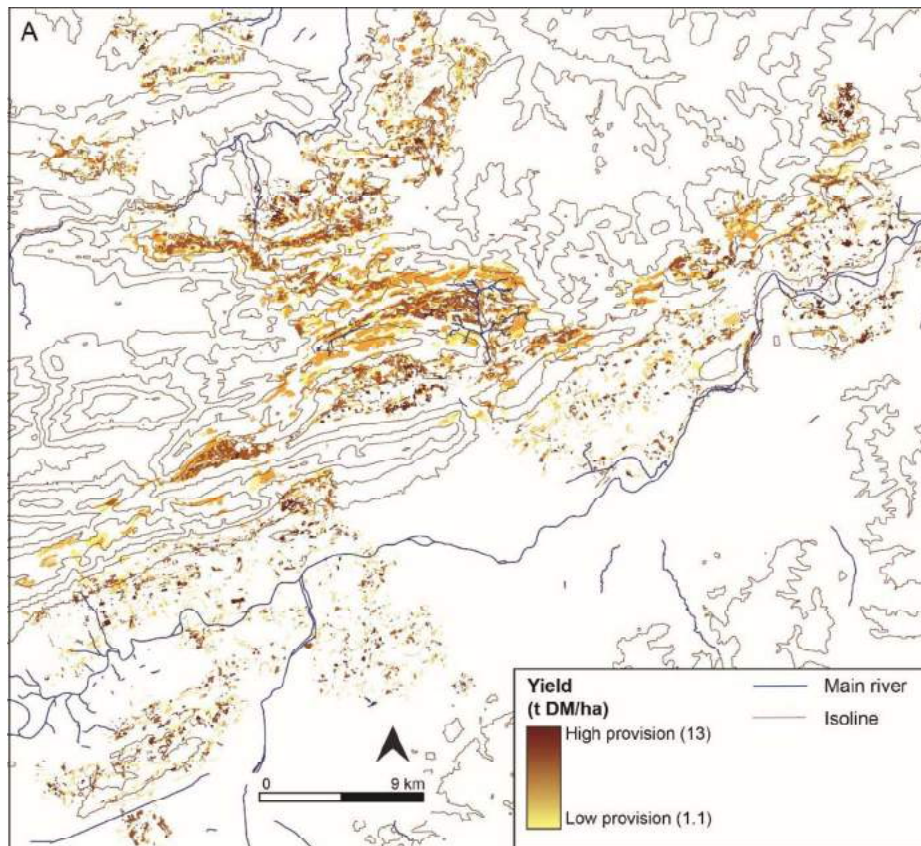 A
Yield
(t DM/ha)
High provision (13)
Low provision (1.1)
Main river
Isoline
0 9 km